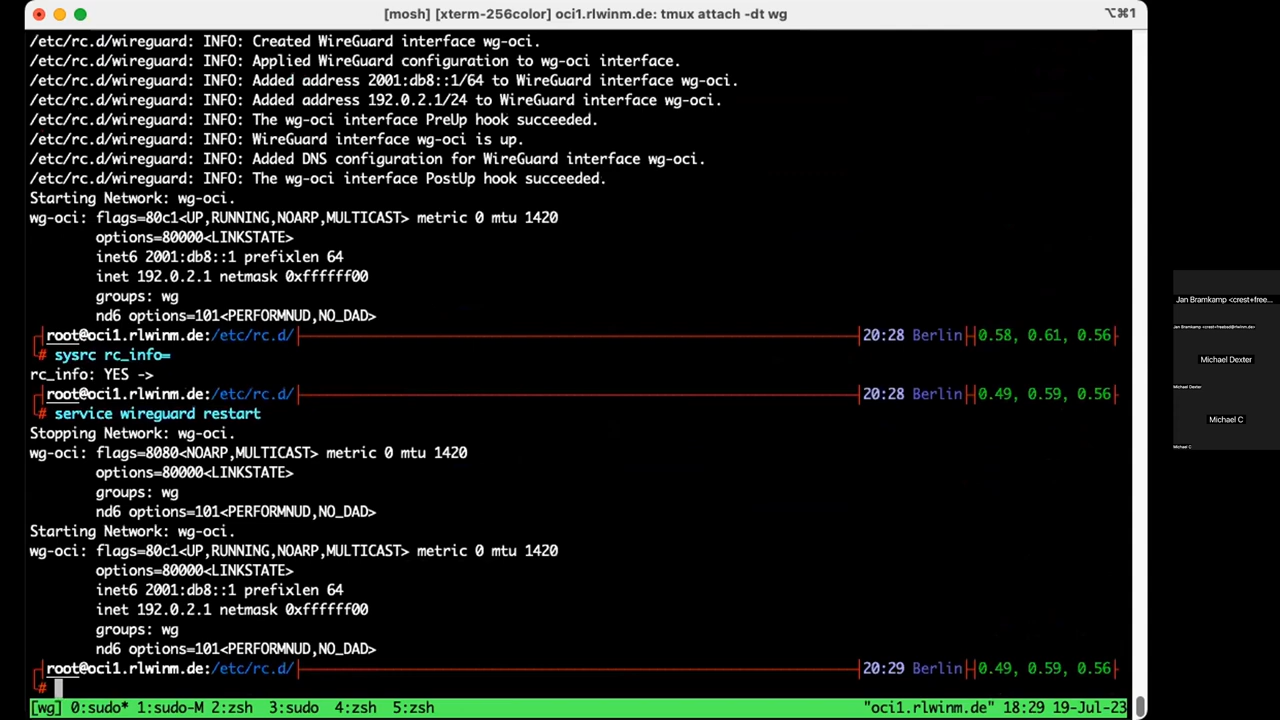 [mosh] [xterm-256color] oci1.rlwinm.de: tmux attach -dt wg
⌥⌘1
/etc/rc.d/wireguard: INFO: Created WireGuard interface wg-oci.
/etc/rc.d/wireguard: INFO: Applied WireGuard configuration to wg-oci interface.
/etc/rc.d/wireguard: INFO: Added address 2001:db8::1/64 to WireGuard interface wg-oci.
/etc/rc.d/wireguard: INFO: Added address 192.0.2.1/24 to WireGuard interface wg-oci.
/etc/rc.d/wireguard: INFO: The wg-oci interface PreUp hook succeeded.
/etc/rc.d/wireguard: INFO: WireGuard interface wg-oci is up.
/etc/rc.d/wireguard: INFO: Added DNS configuration for WireGuard interface wg-oci.
/etc/rc.d/wireguard: INFO: The wg-oci interface PostUp hook succeeded.
Starting Network: wg-oci.
wg-oci: flags=80c1<UP,RUNNING,NOARP,MULTICAST> metric 0 mtu 1420
options=80000<LINKSTATE>
inet6 2001:db8::1 prefixlen 64
inet 192.0.2.1 netmask 0xffffff00
groups: wg
nd6 options=101<PERFORMNUD,NO_DAD>
root@oci1.rlwinm.de:/etc/rc.d/ 20:28 Berlin 0.58, 0.61, 0.56
# sysrc rc_info=
rc_info: YES ->
root@oci1.rlwinm.de:/etc/rc.d/ 20:28 Berlin 0.49, 0.59, 0.56
# service wireguard restart
Stopping Network: wg-oci.
wg-oci: flags=8080<NOARP,MULTICAST> metric 0 mtu 1420
options=80000<LINKSTATE>
groups: wg
nd6 options=101<PERFORMNUD,NO_DAD>
Starting Network: wg-oci.
wg-oci: flags=80c1<UP,RUNNING,NOARP,MULTICAST> metric 0 mtu 1420
options=80000<LINKSTATE>
inet6 2001:db8::1 prefixlen 64
inet 192.0.2.1 netmask 0xffffff00
groups: wg
nd6 options=101<PERFORMNUD,NO_DAD>
root@oci1.rlwinm.de:/etc/rc.d/ 20:29 Berlin 0.49, 0.59, 0.56
#
[wg] 0:sudo* 1:sudo-M 2:zsh 3:sudo 4:zsh 5:zsh "oci1.rlwinm.de" 18:29 19-Jul-23
Jan Bramkamp <crest+free...
Jan Bramkamp <crest+freebsd@rlwinm.de>
Michael Dexter
Michael Dexter
Michael C
Michael C